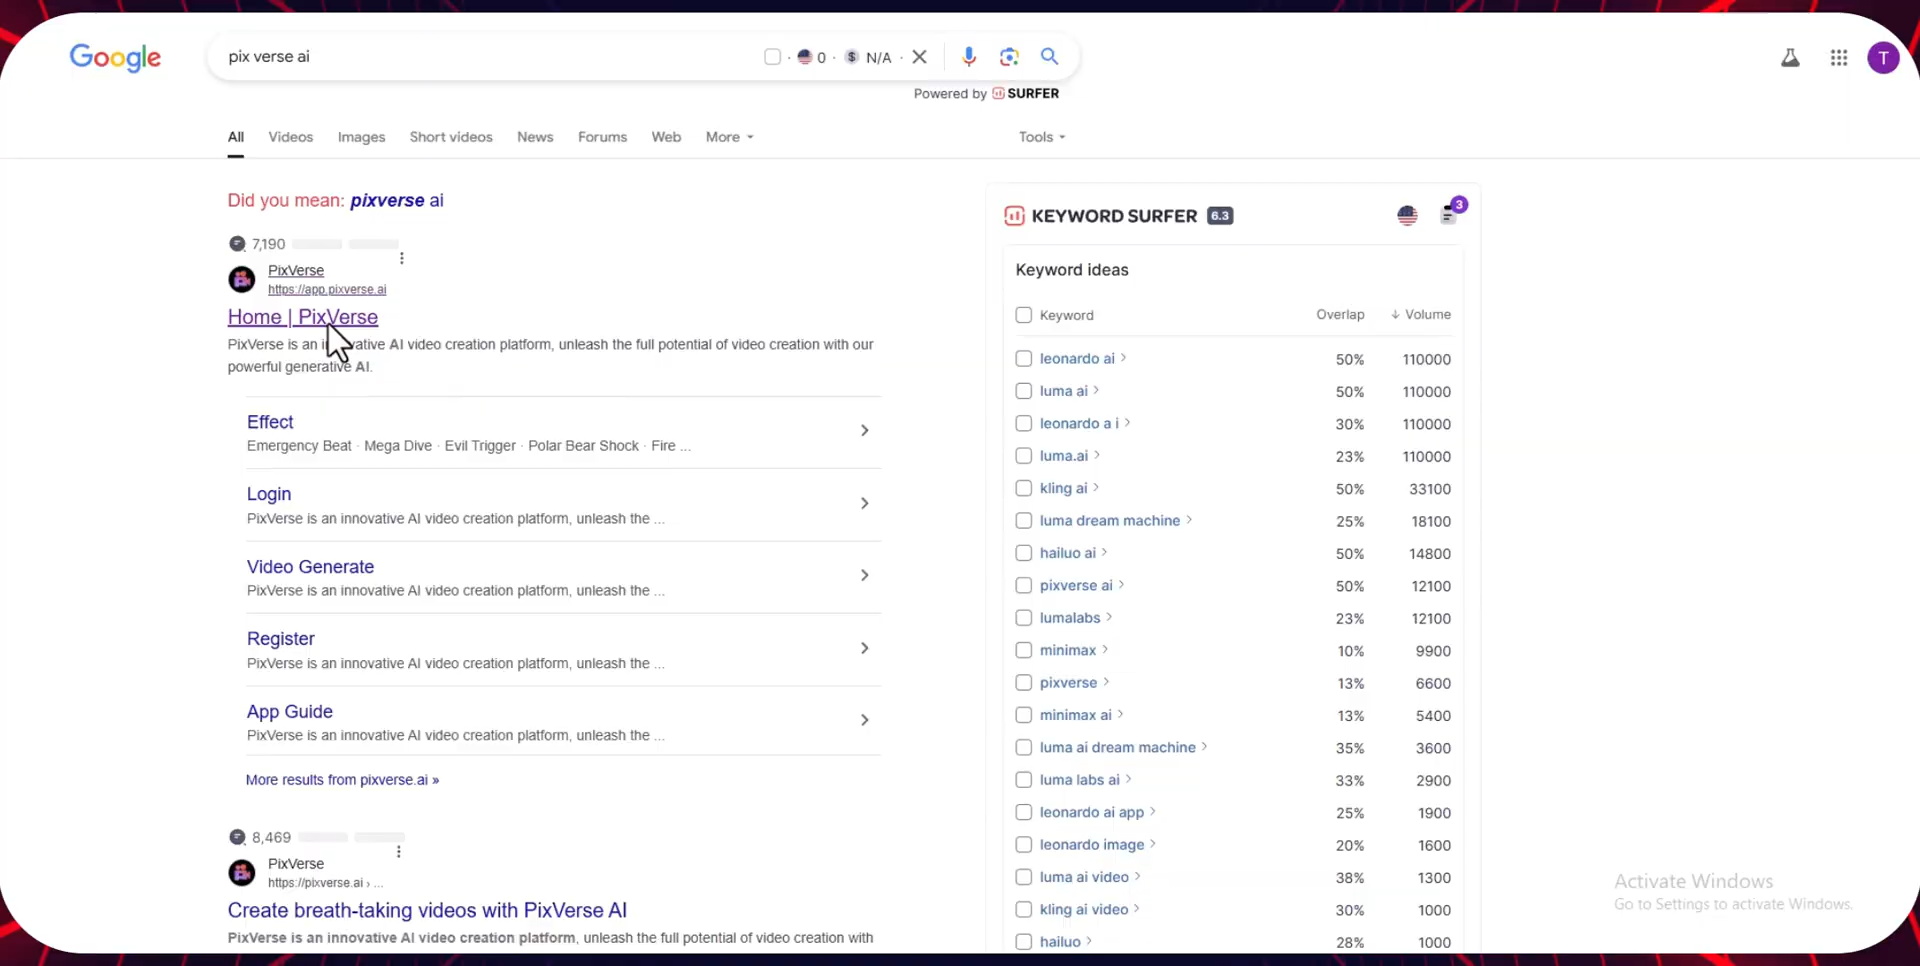 Google
pix verse ai
0 · $ N/A ·
T
Powered by SURFER
All Videos Images Short videos News Forums Web More Tools
Did you mean: pixverse ai
7,190
PixVerse
https://app.pixverse.ai
Home | PixVerse
PixVerse is an innovative AI video creation platform, unleash the full potential of video creation with our
powerful generative AI.
Effect
Emergency Beat · Mega Dive · Evil Trigger · Polar Bear Shock · Fire ...
Login
PixVerse is an innovative AI video creation platform, unleash the ...
Video Generate
PixVerse is an innovative AI video creation platform, unleash the ...
Register
PixVerse is an innovative AI video creation platform, unleash the ...
App Guide
PixVerse is an innovative AI video creation platform, unleash the ...
More results from pixverse.ai »
8,469
PixVerse
https://pixverse.ai › ...
Create breath-taking videos with PixVerse AI
PixVerse is an innovative AI video creation platform, unleash the full potential of video creation with
KEYWORD SURFER 6.3
3
Keyword ideas
Keyword Overlap ↓ Volume
leonardo ai > 50% 110000
luma ai > 50% 110000
leonardo a i > 30% 110000
luma.ai > 23% 110000
kling ai > 50% 33100
luma dream machine > 25% 18100
hailuo ai > 50% 14800
pixverse ai > 50% 12100
lumalabs > 23% 12100
minimax > 10% 9900
pixverse > 13% 6600
minimax ai > 13% 5400
luma ai dream machine > 35% 3600
luma labs ai > 33% 2900
leonardo ai app > 25% 1900
leonardo image > 20% 1600
luma ai video > 38% 1300
kling ai video > 30% 1000
hailuo > 28% 1000
Activate Windows
Go to Settings to activate Windows.